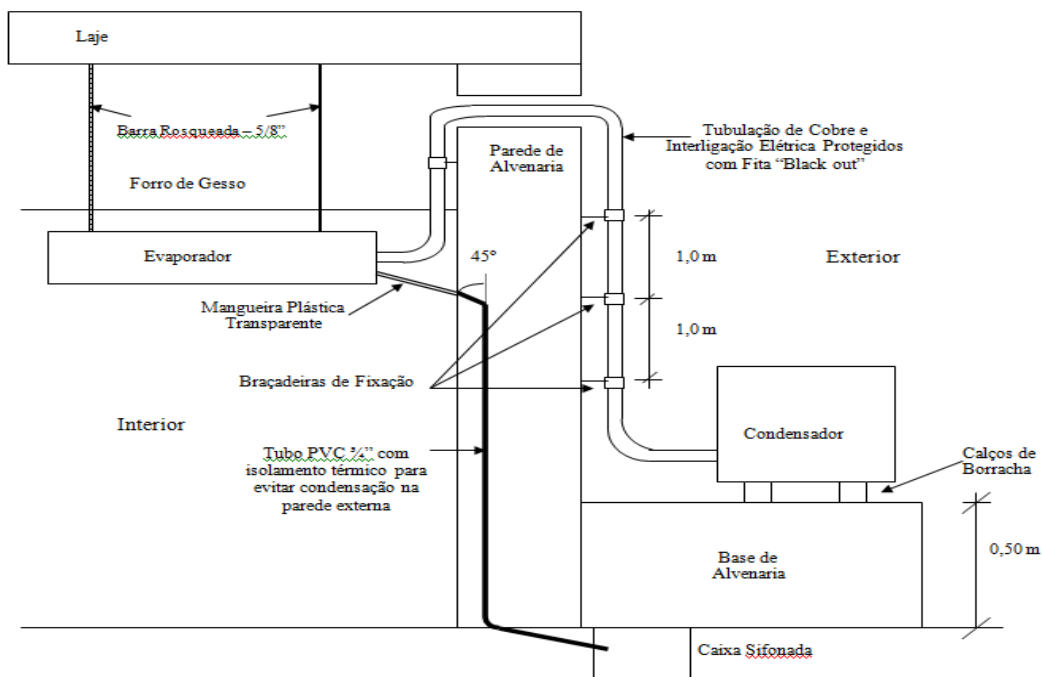 Laje
Barra Rosqueada – 5/8”
Forro de Gesso
Parede de
Alvenaria
Tubulação de Cobre e
Interligação Elétrica Protegidos
com Fita “Black out”
Evaporador
45°
1,0 m
Exterior
Mangueira Plástica
Transparente
1,0 m
Braçadeiras de Fixação
Interior
Condensador
Tubo PVC ¾” com
isolamento térmico para
evitar condensação na
parede externa
Calços de
Borracha
0,50 m
Base de
Alvenaria
Caixa Sifonada